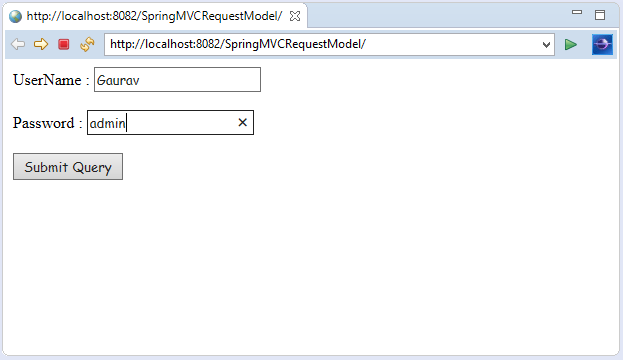 http://localhost:8082/SpringMVCRequestModel/
http://localhost:8082/SpringMVCRequestModel/
UserName : Gaurav
Password : admin
Submit Query